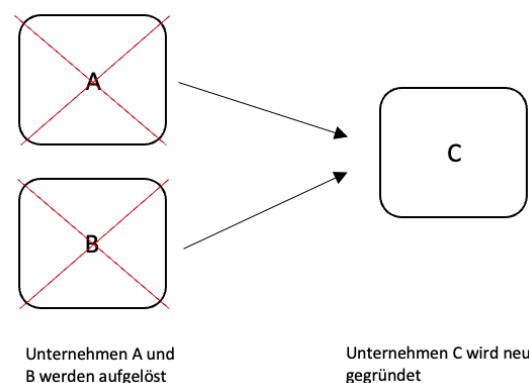 A
B
C
Unternehmen A und
B werden aufgelöst
Unternehmen C wird neu
gegründet